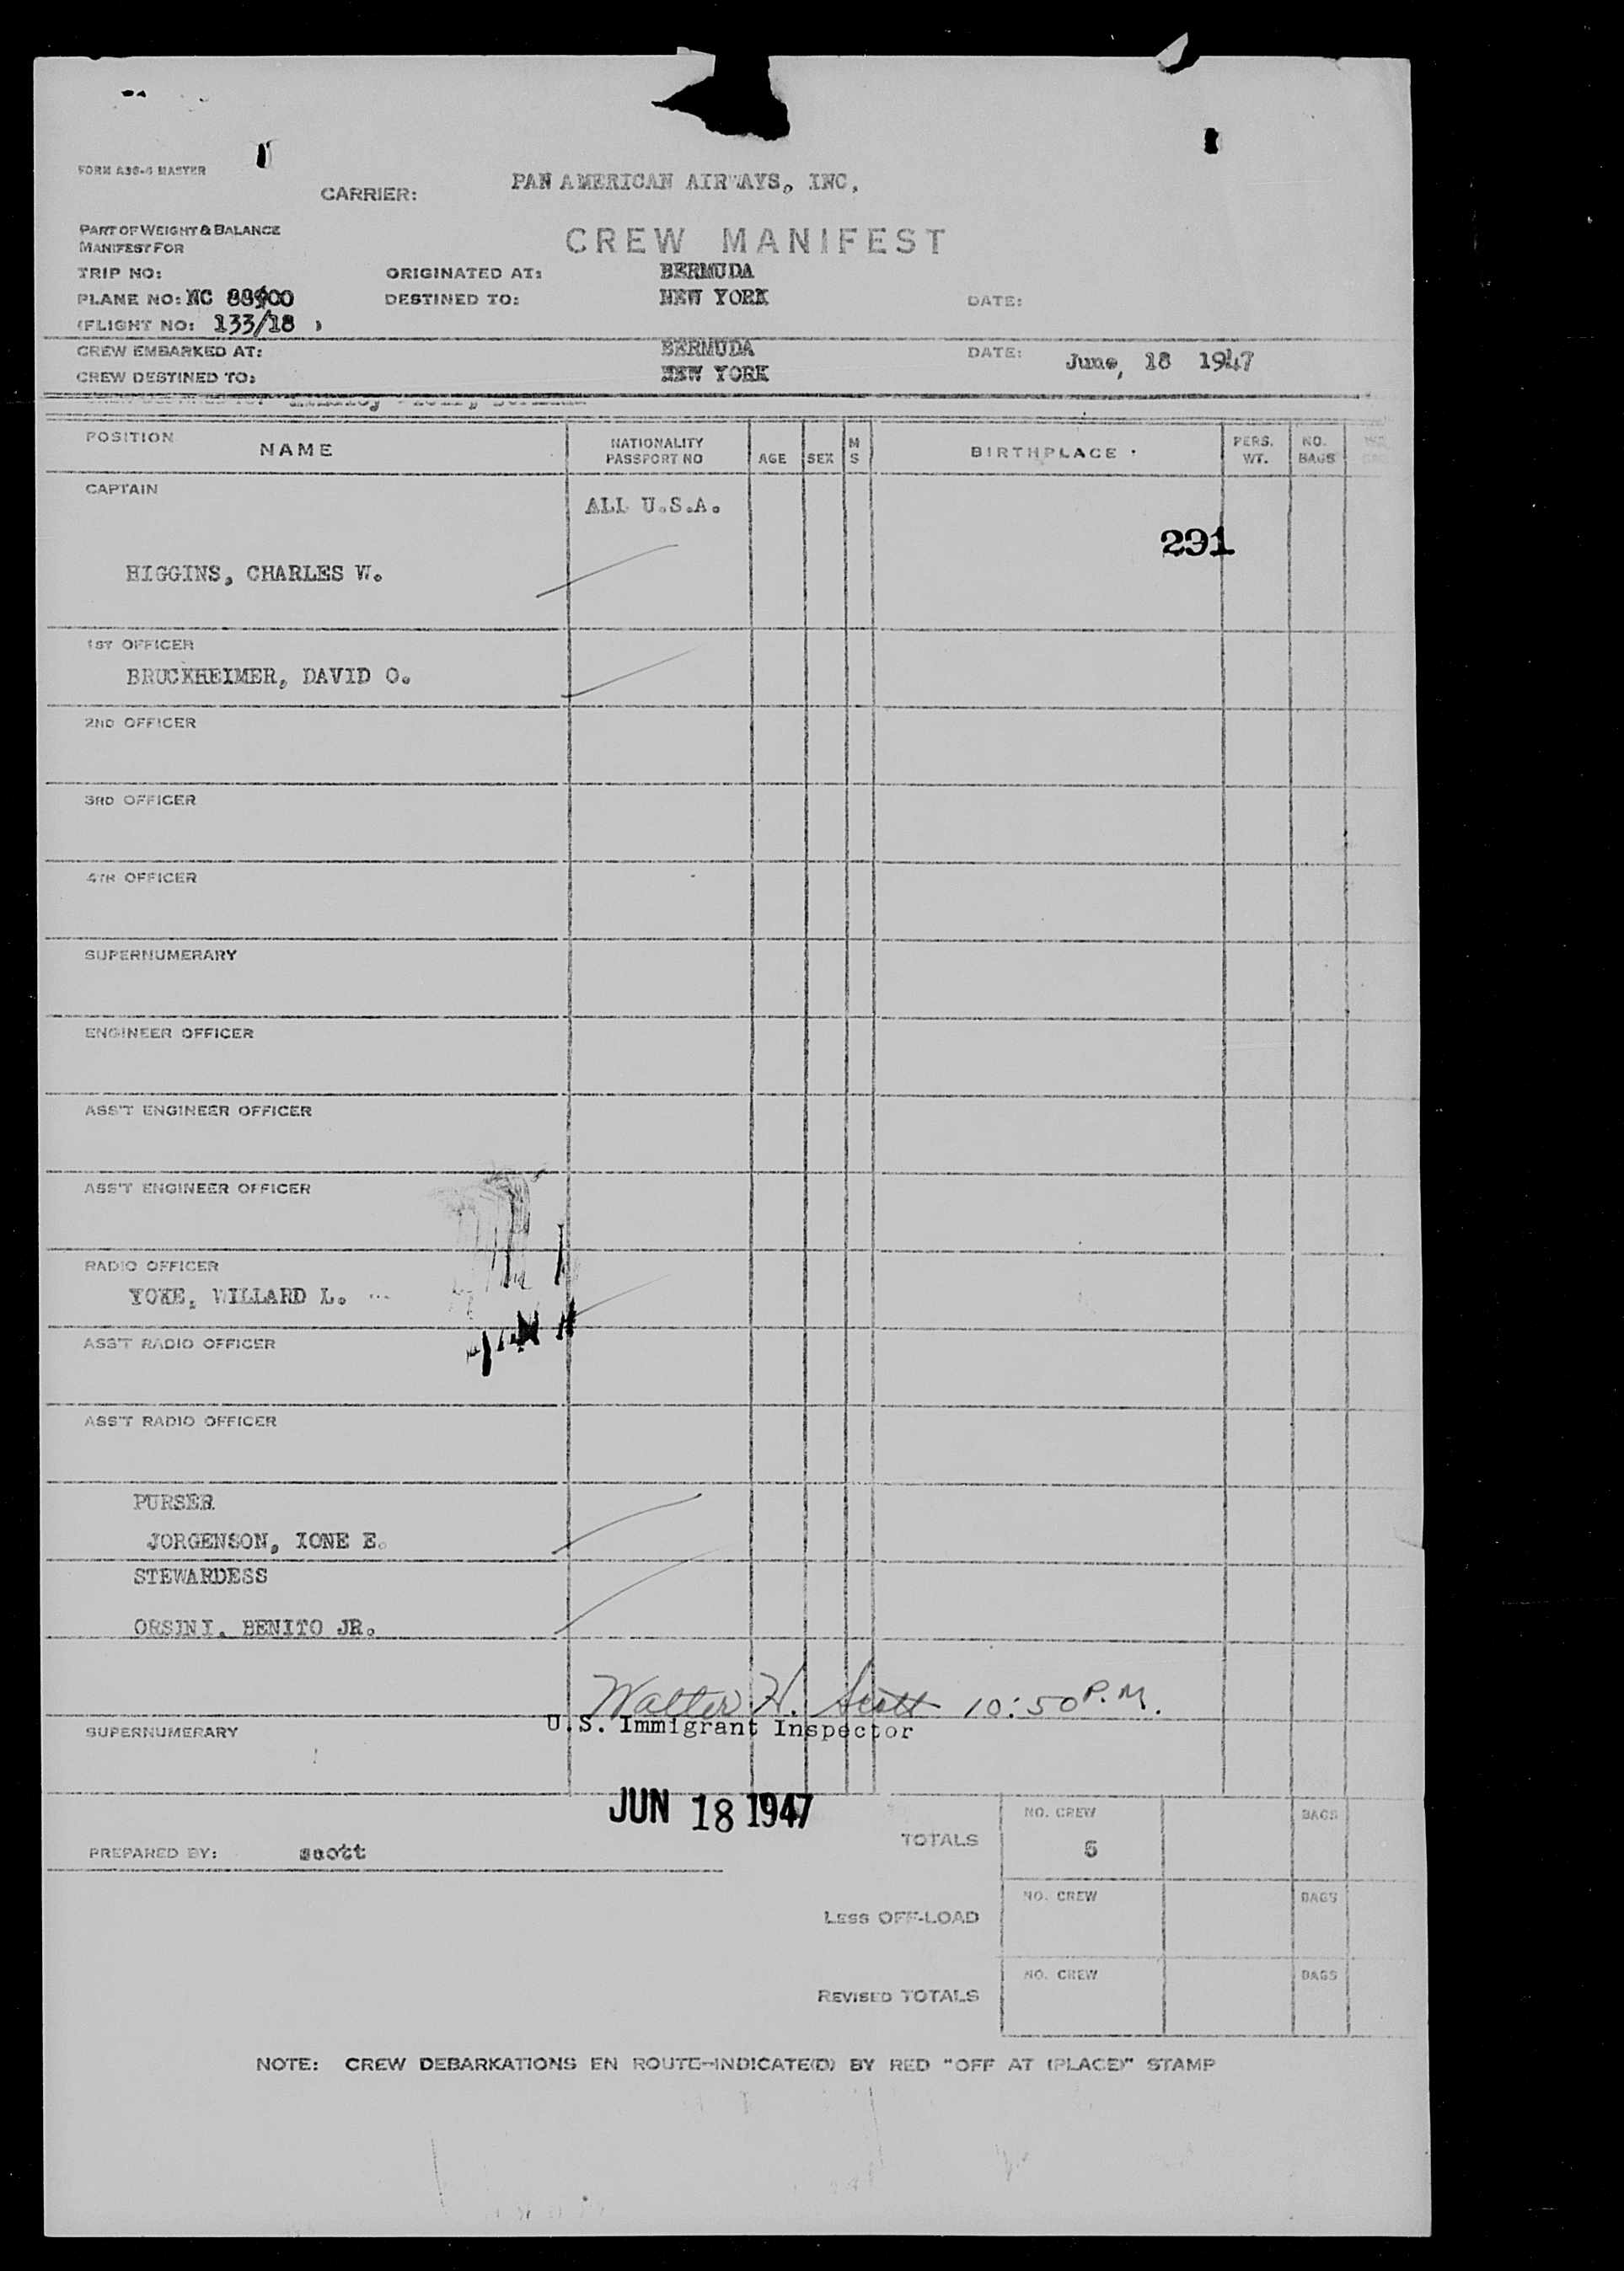 FORM A30-6 MASTER
CARRIER: PAN AMERICAN AIRWAYS, INC.
PART OF WEIGHT & BALANCE
MANIFEST FOR
CREW MANIFEST
TRIP NO: ORIGINATED AT: BERMUDA
PLANE NO: NC 88900 DESTINED TO: NEW YORK DATE:
(FLIGHT NO: 133/18 )
CREW EMBARKED AT: BERMUDA DATE: June, 18 1947
CREW DESTINED TO: NEW YORK
POSITION NAME NATIONALITY PASSPORT NO AGE SEX M S BIRTHPLACE PERS. WT. NO. BAGS
CAPTAIN
ALL U.S.A.
291
HIGGINS, CHARLES W.
1ST OFFICER
BRUCKHEIMER, DAVID O.
2ND OFFICER
3RD OFFICER
4TH OFFICER
SUPERNUMERARY
ENGINEER OFFICER
ASS'T ENGINEER OFFICER
ASS'T ENGINEER OFFICER
RADIO OFFICER
YOKE, WILLARD L.
ASS'T RADIO OFFICER
ASS'T RADIO OFFICER
PURSER
JORGENSON, IONE E.
STEWARDESS
ORSINI, BENITO JR.
Walter H. Scott 10:50 P.M.
U.S. Immigrant Inspector
SUPERNUMERARY
JUN 18 1947
TOTALS NO. CREW 5 BAGS
PREPARED BY: scott
LESS OFF-LOAD NO. CREW BAGS
REVISED TOTALS NO. CREW BAGS
NOTE: CREW DEBARKATIONS EN ROUTE-INDICATE(D) BY RED "OFF AT (PLACE)" STAMP